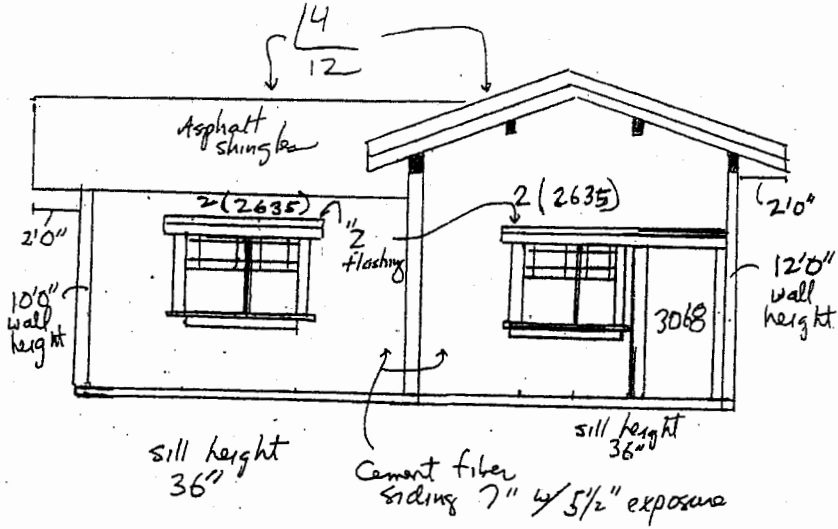 4
12
Asphalt
shingles
2(2635)
2(2635)
2'0"
2'0"
"Z
flashing
10'0"
wall
height
12'0"
wall
height
3068
sill height
36"
sill height
36"
Cement fiber
siding 7" w/ 5½" exposure